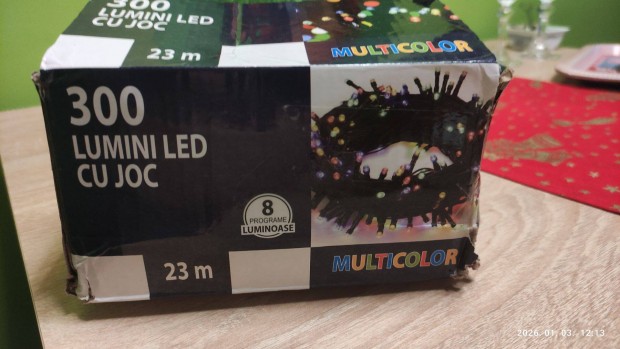 300
LUMINI LED
CU JOC
23 m
MULTICOLOR
300
LUMINI LED
CU JOC
8
PROGRAME
LUMINOASE
23 m
MULTICOLOR
2026.01.03. 12:13